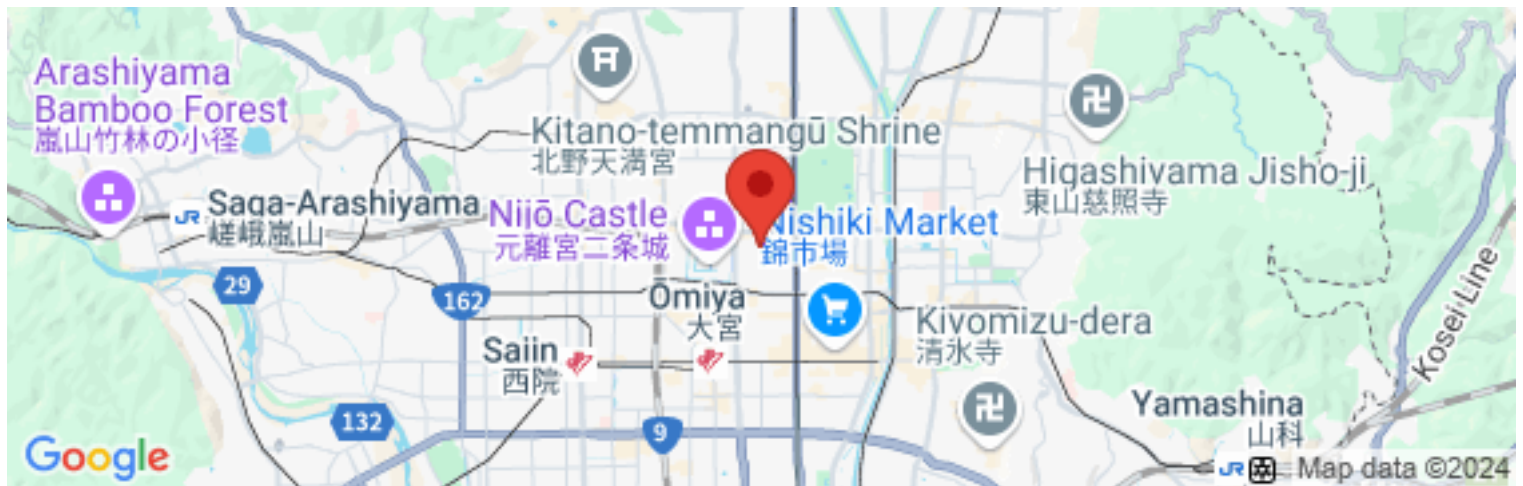 Arashiyama
Bamboo Forest
嵐山竹林の小径
Kitano-temmangū Shrine
北野天満宮
Higashiyama Jisho-ji
東山慈照寺
JR
Saga-Arashiyama
嵯峨嵐山
Nijō Castle
元離宮二条城
Nishiki Market
錦市場
29
162
Ōmiya
大宮
Kiyomizu-dera
清水寺
Saiin
西院
Kosei Line
132
9
Yamashina
山科
Google
JR
Map data ©2024